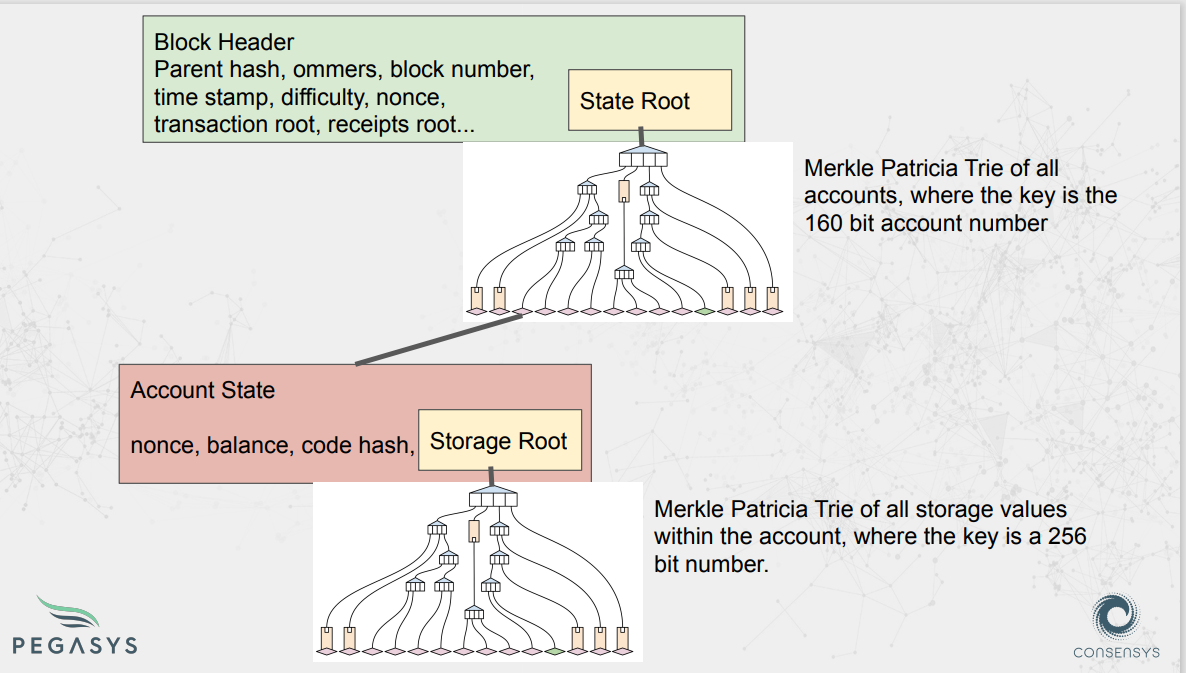 Block Header
Parent hash, ommers, block number,
time stamp, difficulty, nonce,
transaction root, receipts root...
State Root
Merkle Patricia Trie of all
accounts, where the key is the
160 bit account number
Account State
nonce, balance, code hash,
Storage Root
Merkle Patricia Trie of all storage values
within the account, where the key is a 256
bit number.
PEGASYS
CONSENSYS